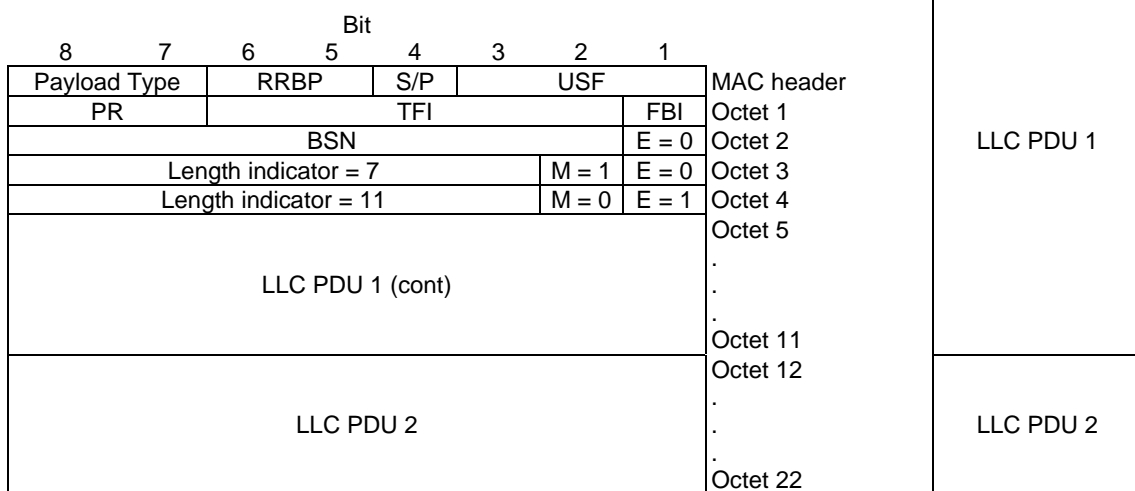 Bit
8 7 6 5 4 3 2 1
Payload Type RRBP S/P USF MAC header
PR TFI FBI Octet 1
BSN E = 0 Octet 2 LLC PDU 1
Length indicator = 7 M = 1 E = 0 Octet 3
Length indicator = 11 M = 0 E = 1 Octet 4
Octet 5
.
LLC PDU 1 (cont) .
.
Octet 11
Octet 12
.
LLC PDU 2 . LLC PDU 2
.
Octet 22